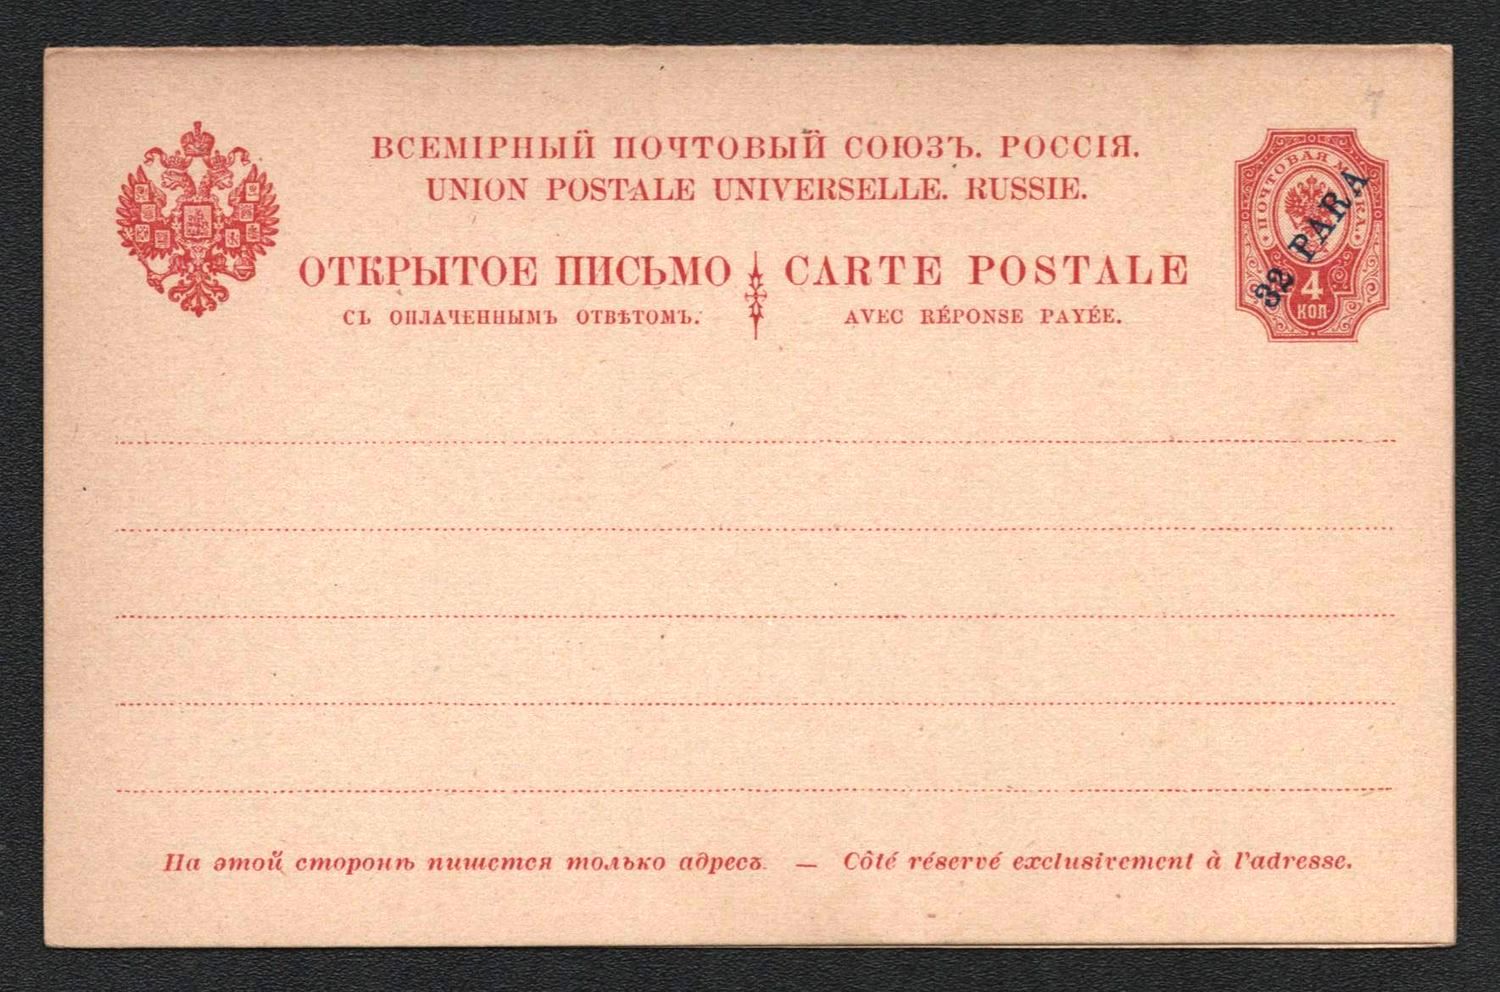 ВСЕМІРНЫЙ ПОЧТОВЫЙ СОЮЗЪ. РОССІЯ.
UNION POSTALE UNIVERSELLE. RUSSIE.
ОТКРЫТОЕ ПИСЬМО CARTE POSTALE
СЪ ОПЛАЧЕННЫМЪ ОТВѢТОМЪ. AVEC RÉPONSE PAYÉE.
ПОЧТОВАЯ МАРКА.
32 PARA
4
КОП
7
На этой сторонѣ пишется только адресъ. — Côté réservé exclusivement à l'adresse.